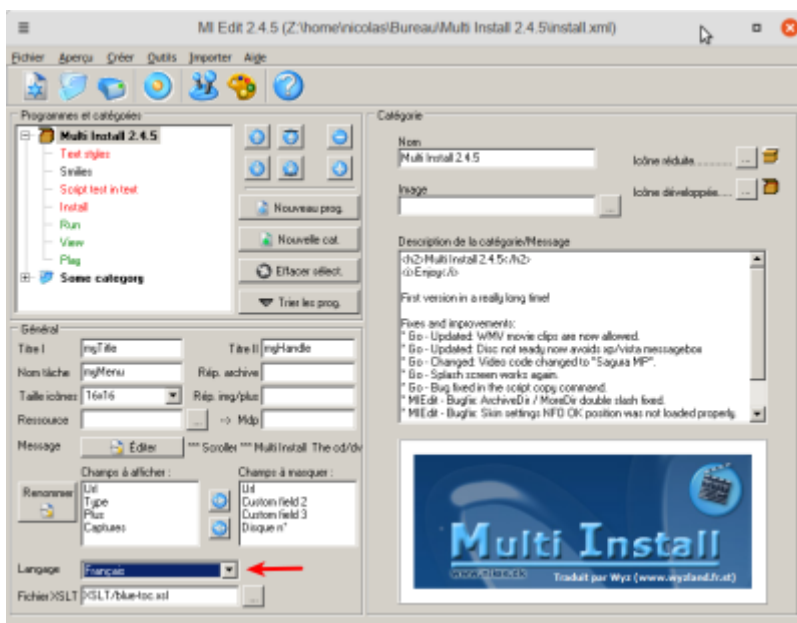 MI Edit 2.4.5 (Z:\home\nicolas\Bureau\Multi Install 2.4.5\install.xml)
Fichier Aperçu Créer Outils Importer Aide
Programmes et catégories
Multi Install 2.4.5
Text styles
Smilies
Script test in text
Install
Run
View
Play
Some category
Nouveau prog.
Nouvelle cat.
Effacer sélect.
Trier les prog.
Général
Titre I myTitle Titre II myHandle
Nom tâche myMenu Rép. archive
Taille icônes 16x16 Rép. img/plus
Ressource ... -> Mdp
Message Éditer *** Scroller *** Multi Install The cd/dv
Champs à afficher : Champs à masquer :
Renommer
Url
Type
Plus
Captures
Url
Custom field 2
Custom field 3
Disque n°
Langage Français
Fichier XSLT XSLT/blue-toc.xsl ...
Catégorie
Nom
Multi Install 2.4.5
Icône réduite............ ...
Image
Icône développée..... ...
...
Description de la catégorie/Message
<h2>Multi Install 2.4.5</h2>
<i>Enjoy</i>
First version in a really long time!
Fixes and improvements:
* Go - Updated: WMV movie clips are now allowed.
* Go - Updated: Disc not ready now avoids xp/vista messagebox
* Go - Changed: Video code changed to "Sagura MP".
* Go - Splash screen works again.
* Go - Bug fixed in the script copy command.
* MIEdit - Bugfix: ArchiveDir / MoreDir double slash fixed.
* MIEdit - Bugfix: Skin settings NFO OK position was not loaded properly.
Multi Install
Traduit par Wyz (www.wyzland.fr.st)